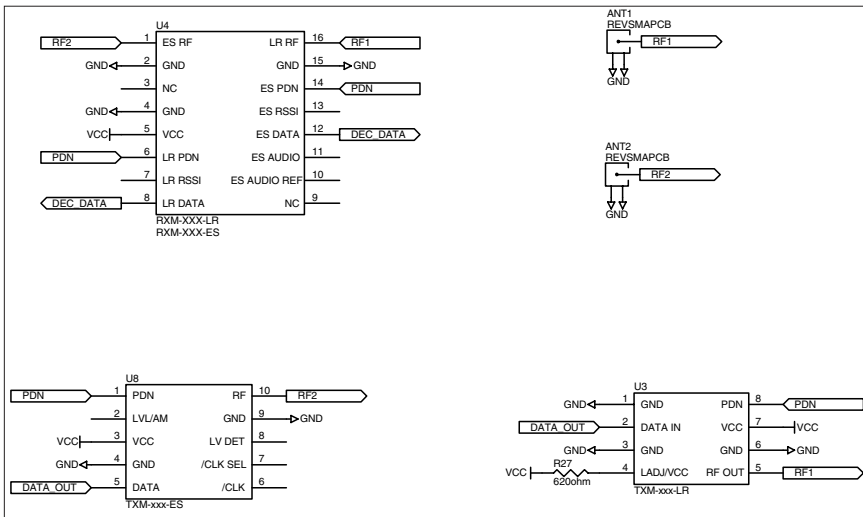 U4
RF2 1 ES RF LR RF 16 RF1
GND 2 GND GND 15 GND
3 NC ES PDN 14 PDN
GND 4 GND ES RSSI 13
VCC 5 VCC ES DATA 12 DEC_DATA
PDN 6 LR PDN ES AUDIO 11
7 LR RSSI ES AUDIO REF 10
DEC_DATA 8 LR DATA NC 9
RXM-XXX-LR
RXM-XXX-ES
ANT1
REVSMAPCB
RF1
GND
ANT2
REVSMAPCB
RF2
GND
U8
PDN 1 PDN RF 10 RF2
2 LVL/AM GND 9 GND
VCC 3 VCC LV DET 8
GND 4 GND /CLK SEL 7
DATA_OUT 5 DATA /CLK 6
TXM-xxx-ES
U3
GND 1 GND PDN 8 PDN
DATA_OUT 2 DATA IN VCC 7 VCC
GND 3 GND GND 6 GND
VCC R27 620ohm 4 LADJ/VCC RF OUT 5 RF1
TXM-xxx-LR